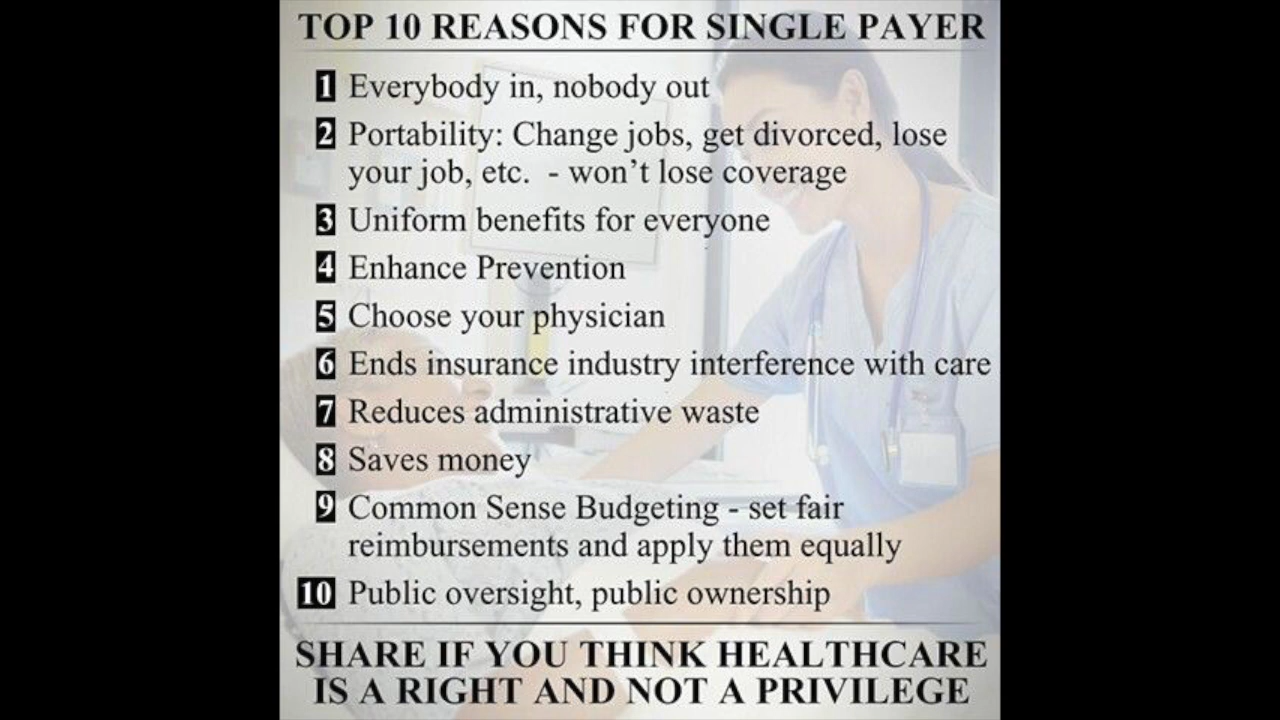 TOP 10 REASONS FOR SINGLE PAYER
1 Everybody in, nobody out
2 Portability: Change jobs, get divorced, lose
your job, etc. - won’t lose coverage
3 Uniform benefits for everyone
4 Enhance Prevention
5 Choose your physician
6 Ends insurance industry interference with care
7 Reduces administrative waste
8 Saves money
9 Common Sense Budgeting - set fair
reimbursements and apply them equally
10 Public oversight, public ownership
SHARE IF YOU THINK HEALTHCARE
IS A RIGHT AND NOT A PRIVILEGE